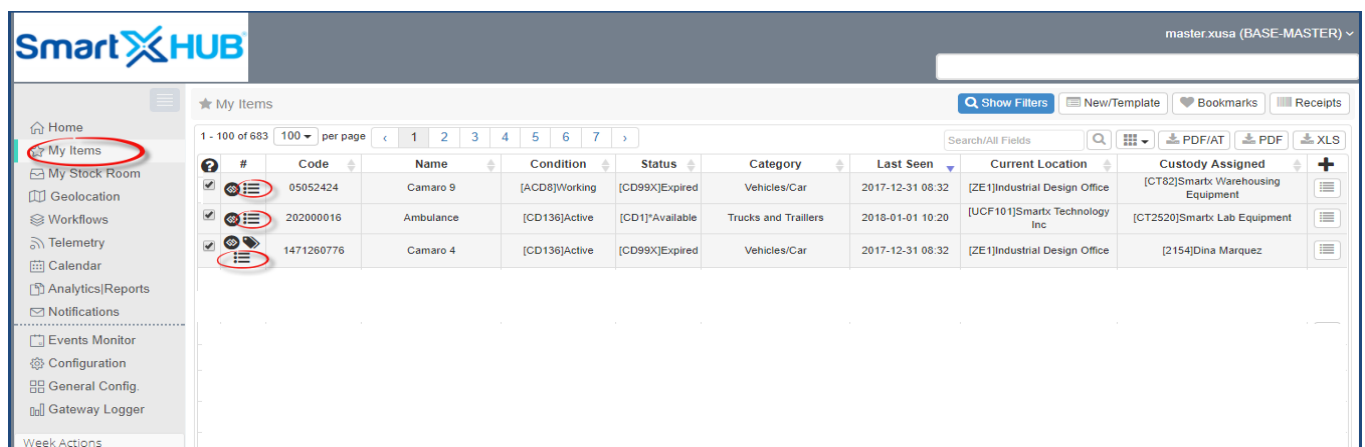 SmartXHUB
master.xusa (BASE-MASTER)
My Items
Show Filters New/Template Bookmarks Receipts
Home
My Items
My Stock Room
Geolocation
Workflows
Telemetry
Calendar
Analytics|Reports
Notifications
Events Monitor
Configuration
General Config.
Gateway Logger
Week Actions
1 - 100 of 683 100 per page ‹ 1 2 3 4 5 6 7 ›
Search/All Fields PDF/AT PDF XLS
? # Code Name Condition Status Category Last Seen Current Location Custody Assigned +
05052424 Camaro 9 [ACD8]Working [CD99X]Expired Vehicles/Car 2017-12-31 08:32 [ZE1]Industrial Design Office [CT82]Smartx Warehousing
Equipment
202000016 Ambulance [CD136]Active [CD1]*Available Trucks and Traillers 2018-01-01 10:20 [UCF101]Smartx Technology
Inc [CT2520]Smartx Lab Equipment
1471260776 Camaro 4 [CD136]Active [CD99X]Expired Vehicles/Car 2017-12-31 08:32 [ZE1]Industrial Design Office [2154]Dina Marquez